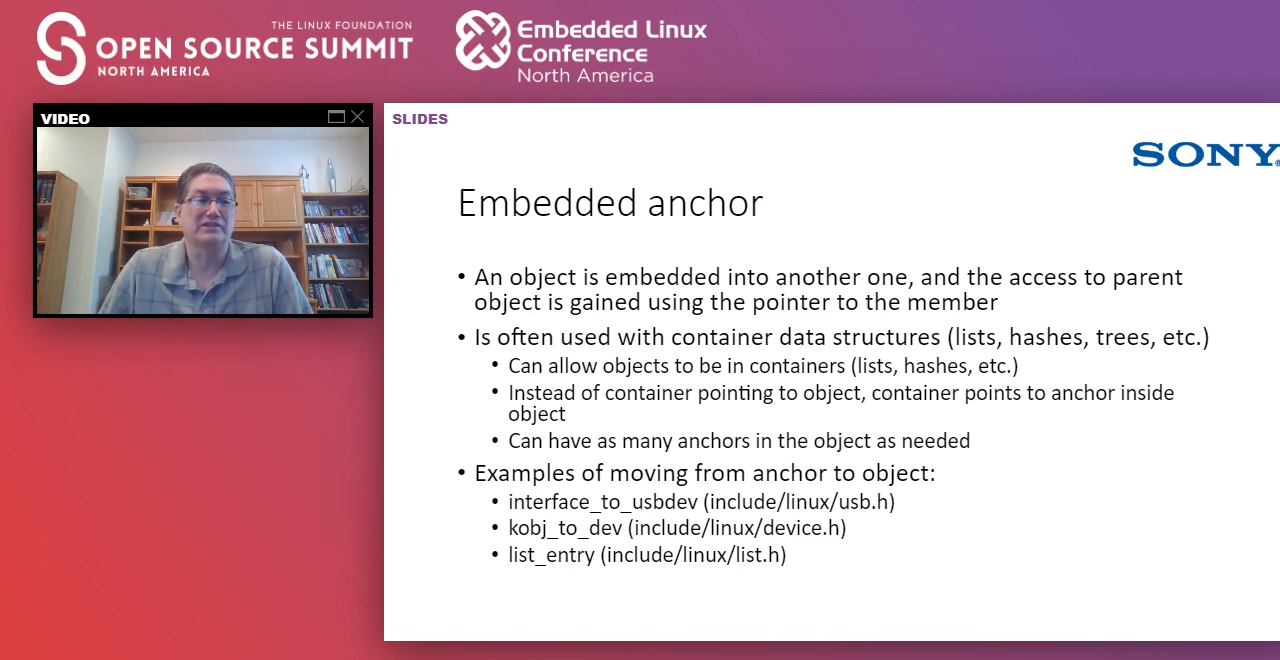 THE LINUX FOUNDATION
OPEN SOURCE SUMMIT
NORTH AMERICA
Embedded Linux
Conference
North America
VIDEO
SLIDES
SONY
Embedded anchor
• An object is embedded into another one, and the access to parent
object is gained using the pointer to the member
• Is often used with container data structures (lists, hashes, trees, etc.)
• Can allow objects to be in containers (lists, hashes, etc.)
• Instead of container pointing to object, container points to anchor inside
object
• Can have as many anchors in the object as needed
• Examples of moving from anchor to object:
• interface_to_usbdev (include/linux/usb.h)
• kobj_to_dev (include/linux/device.h)
• list_entry (include/linux/list.h)